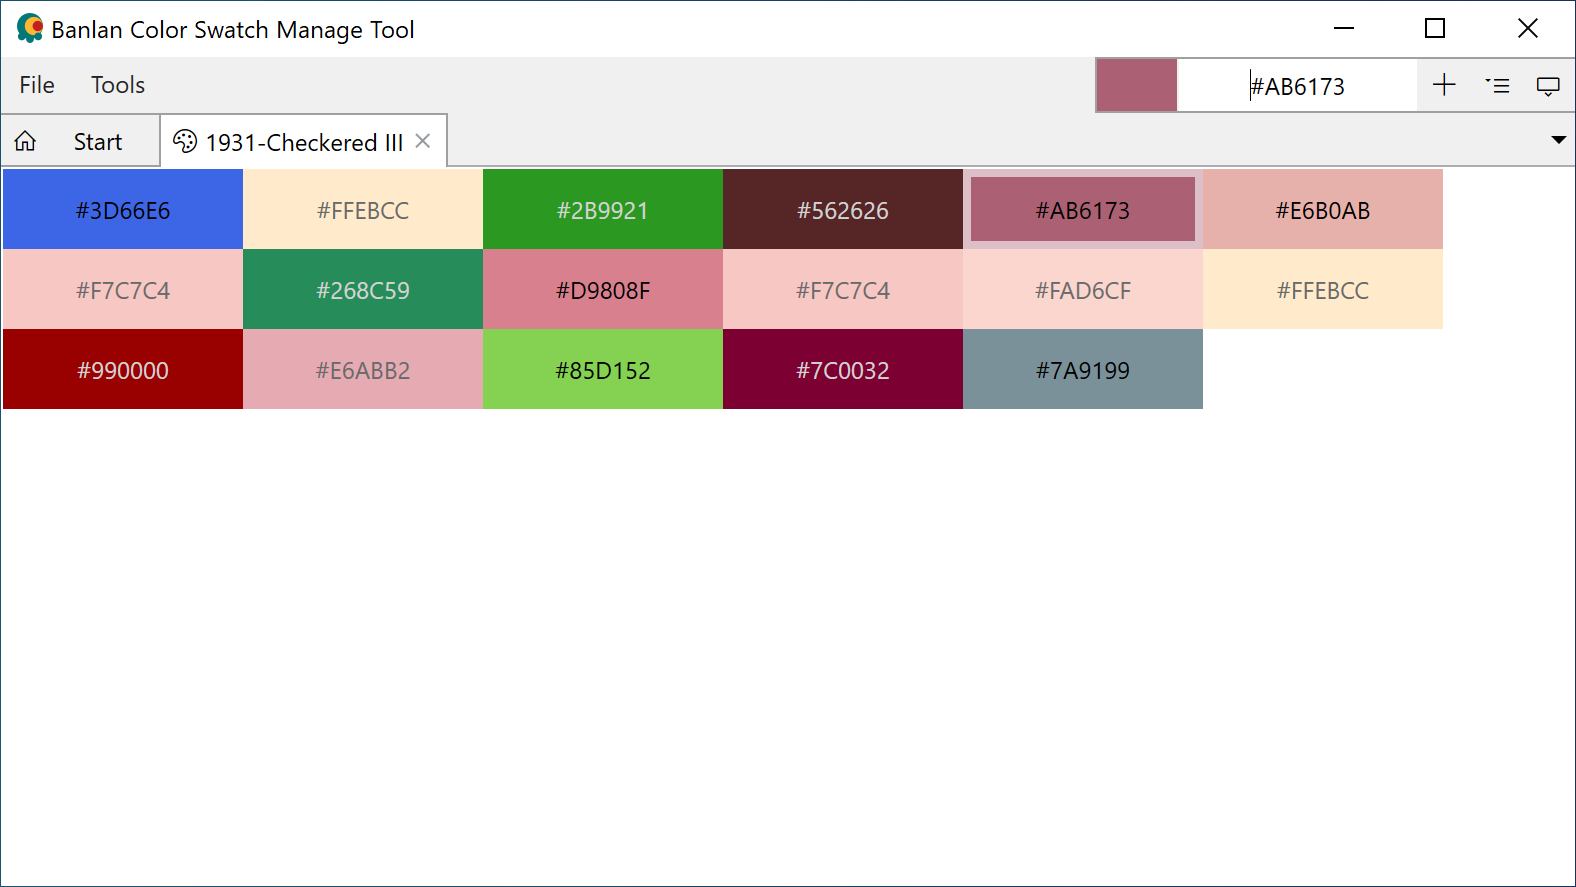 Banlan Color Swatch Manage Tool
File Tools #AB6173
Start 1931-Checkered III
#3D66E6 #FFEBCC #2B9921 #562626 #AB6173 #E6B0AB
#F7C7C4 #268C59 #D9808F #F7C7C4 #FAD6CF #FFEBCC
#990000 #E6ABB2 #85D152 #7C0032 #7A9199